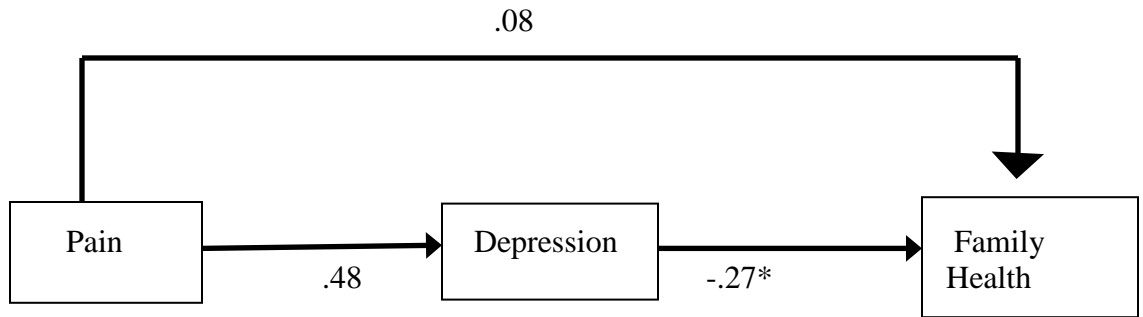 .08
Pain
Depression
Family
Health
.48
-.27*